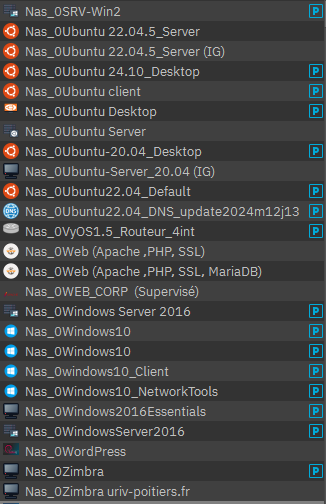 Nas_0SRV-Win2 P
Nas_0Ubuntu 22.04.5_Server
Nas_0Ubuntu 22.04.5_Server (IG)
Nas_0Ubuntu 24.10_Desktop P
Nas_0Ubuntu client P
Nas_0Ubuntu Desktop P
Nas_0Ubuntu Server
Nas_0Ubuntu-20.04_Desktop P
Nas_0Ubuntu-Server_20.04 (IG)
Nas_0Ubuntu22.04_Default P
DNS Nas_0Ubuntu22.04_DNS_update2024m12j13 P
Nas_0VyOS1.5_Routeur_4int P
Nas_0Web (Apache ,PHP, SSL)
Nas_0Web (Apache ,PHP, SSL, MariaDB)
Nas_0WEB_CORP (Supervisé)
Nas_0Windows Server 2016 P
Nas_0Windows10 P
Nas_0Windows10 P
Nas_0windows10_Client P
Nas_0Windows10_NetworkTools P
Nas_0Windows2016Essentials P
Nas_0WindowsServer2016 P
Nas_0WordPress
Nas_0Zimbra P
Nas_0Zimbra uriv-poitiers.fr